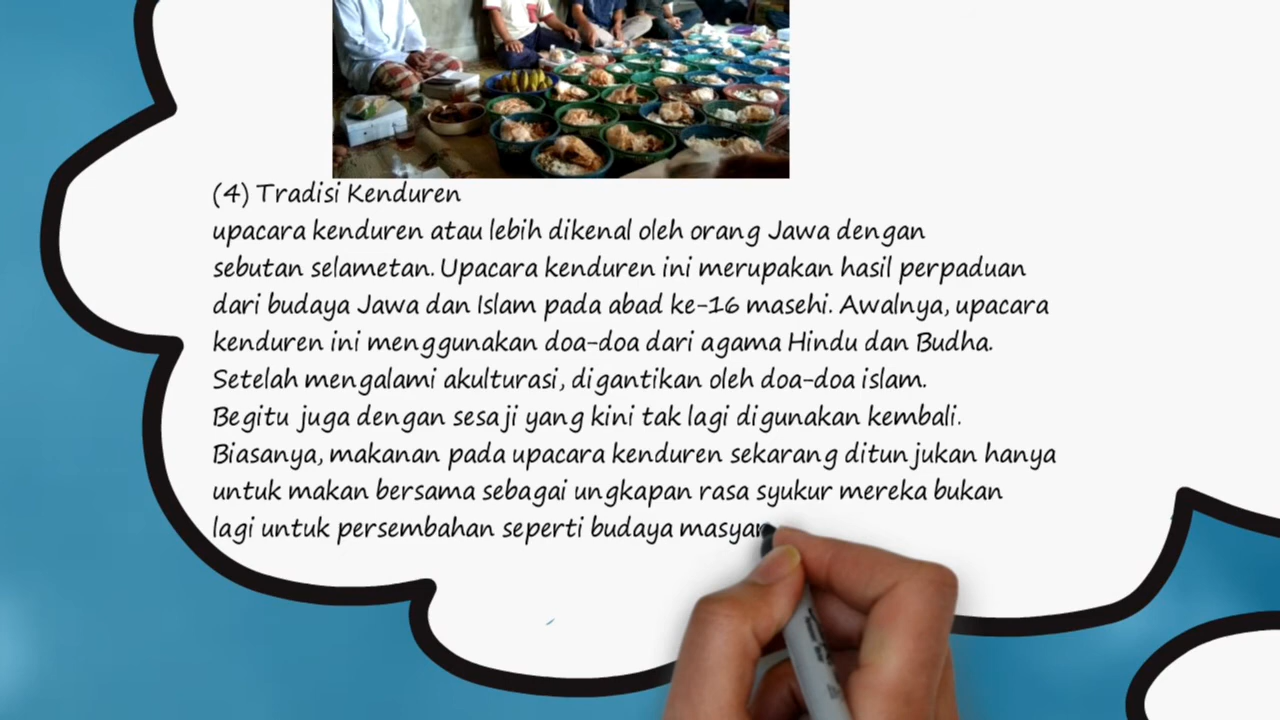 (4) Tradisi Kenduren
upacara kenduren atau lebih dikenal oleh orang Jawa dengan
sebutan selametan. Upacara kenduren ini merupakan hasil perpaduan
dari budaya Jawa dan Islam pada abad ke-16 masehi. Awalnya, upacara
kenduren ini menggunakan doa-doa dari agama Hindu dan Budha.
Setelah mengalami akulturasi, digantikan oleh doa-doa islam.
Begitu juga dengan sesaji yang kini tak lagi digunakan kembali.
Biasanya, makanan pada upacara kenduren sekarang ditunjukan hanya
untuk makan bersama sebagai ungkapan rasa syukur mereka bukan
lagi untuk persembahan seperti budaya masyar